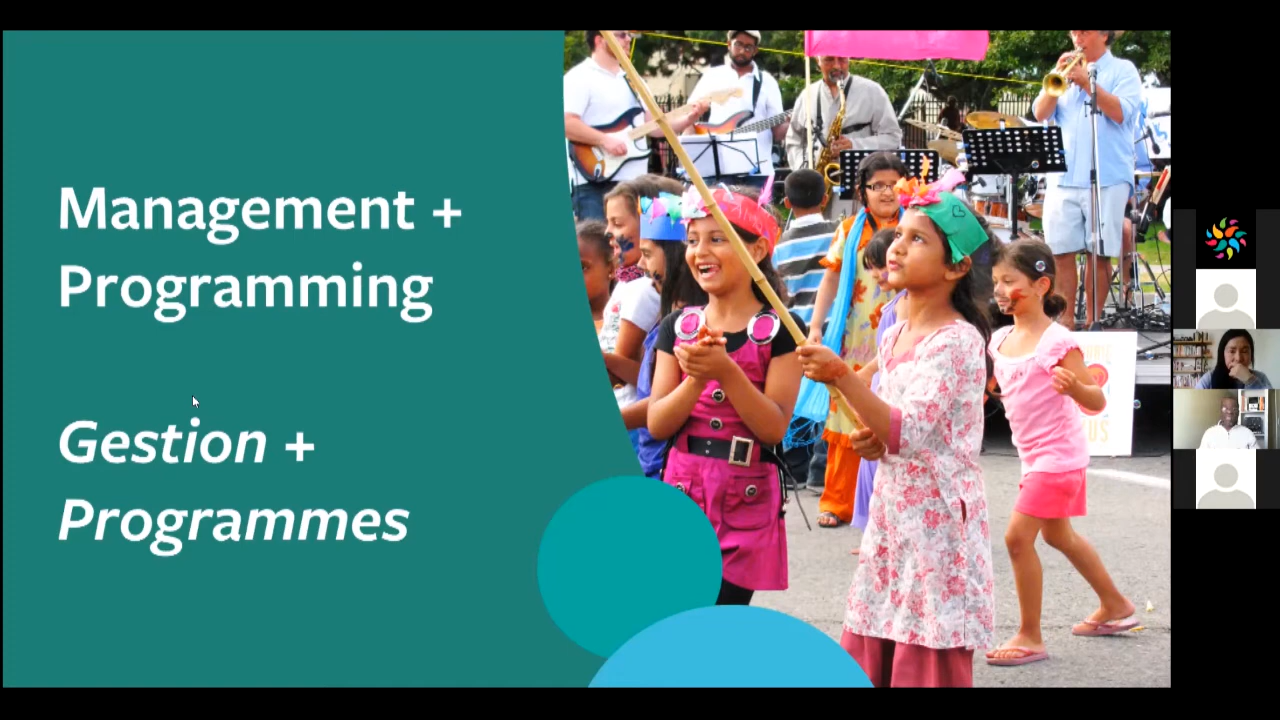 Management +
Programming
Gestion +
Programmes